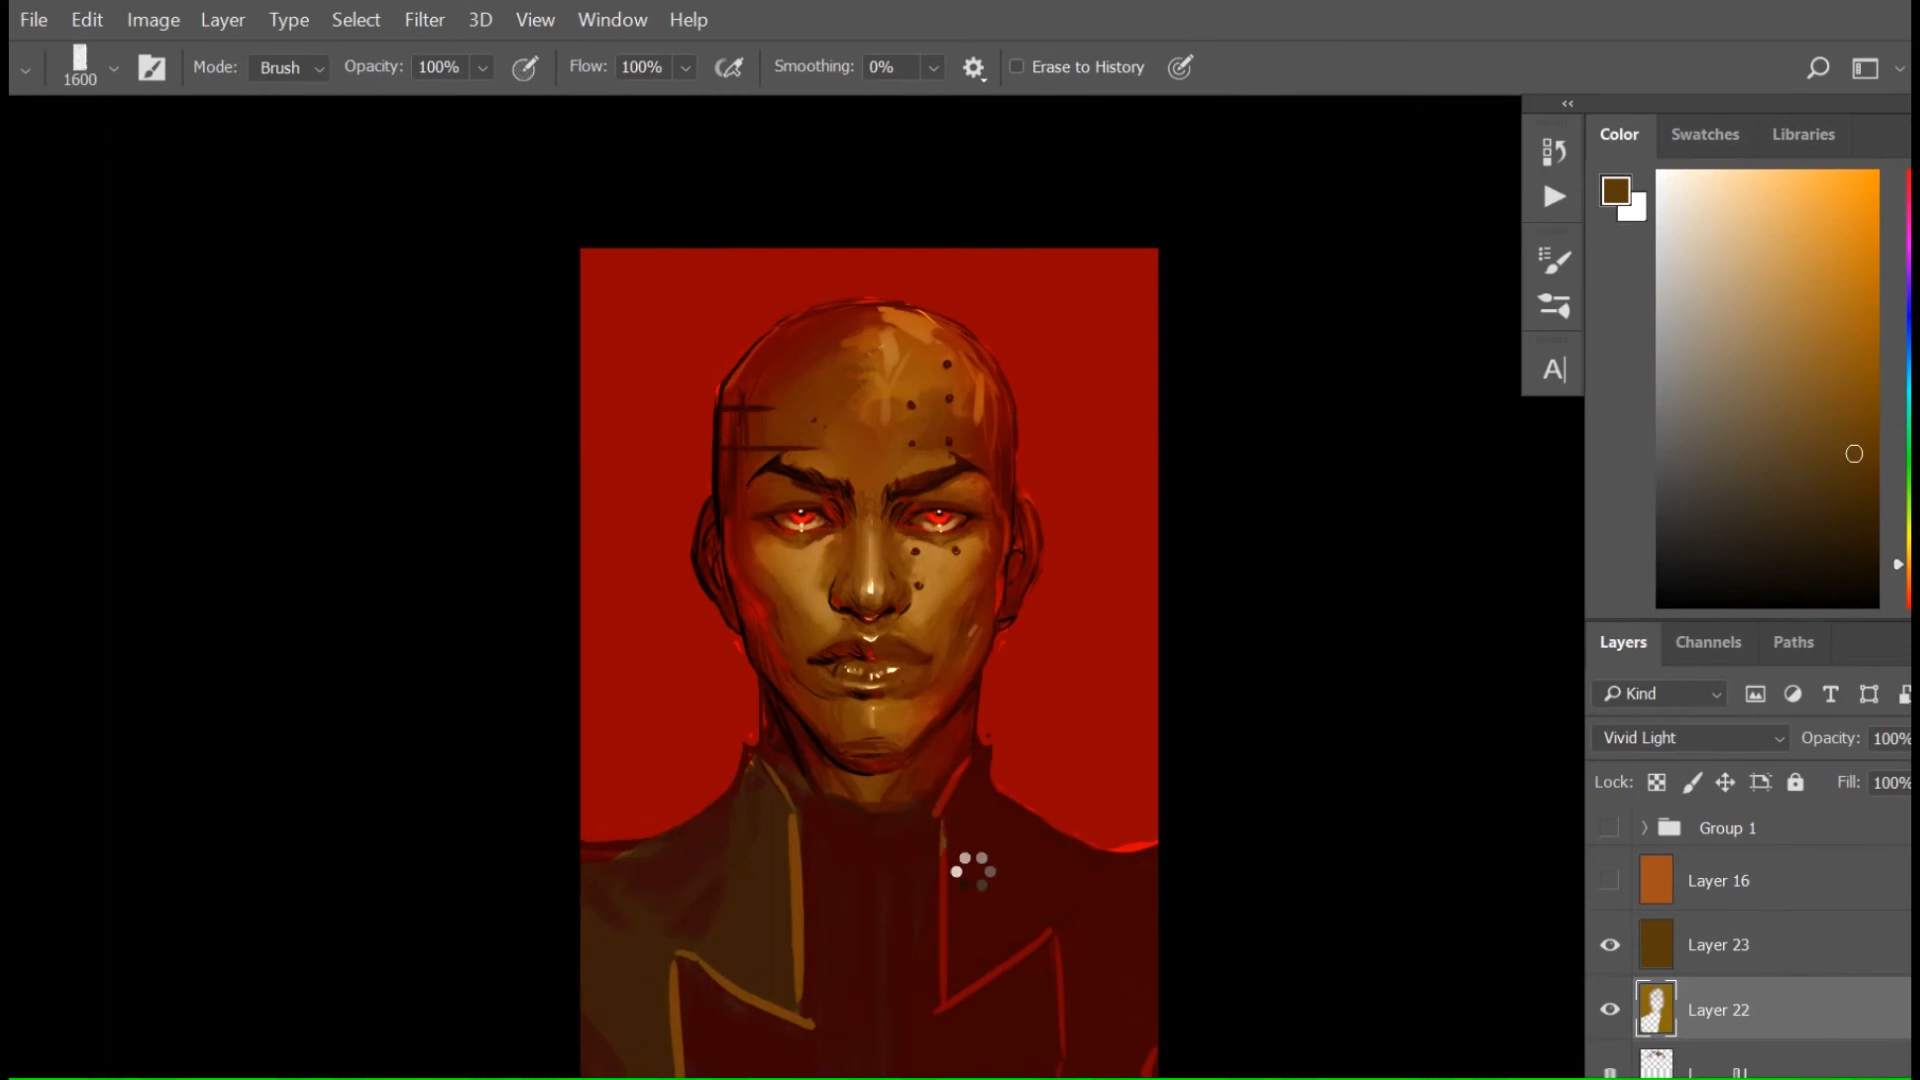 File Edit Image Layer Type Select Filter 3D View Window Help
1600 Mode: Brush Opacity: 100% Flow: 100% Smoothing: 0% Erase to History
Color Swatches Libraries
A
Layers Channels Paths
Kind T
Vivid Light Opacity: 100%
Lock: Fill: 100%
Group 1
Layer 16
Layer 23
Layer 22